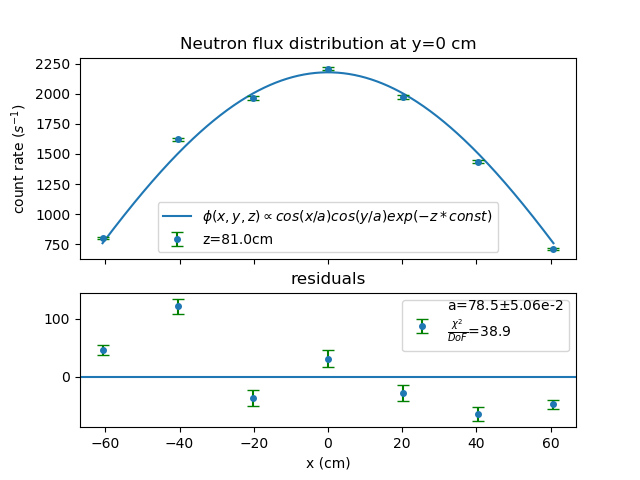 Neutron flux distribution at y=0 cm
2250
2000
1750
1500
1250
1000
750
count rate (s⁻¹)
ϕ(x, y, z) ∝ cos(x/a)cos(y/a)exp(−z * const)
z=81.0cm
residuals
100
0
a=78.5±5.06e-2
χ²/DoF=38.9
−60 −40 −20 0 20 40 60
x (cm)